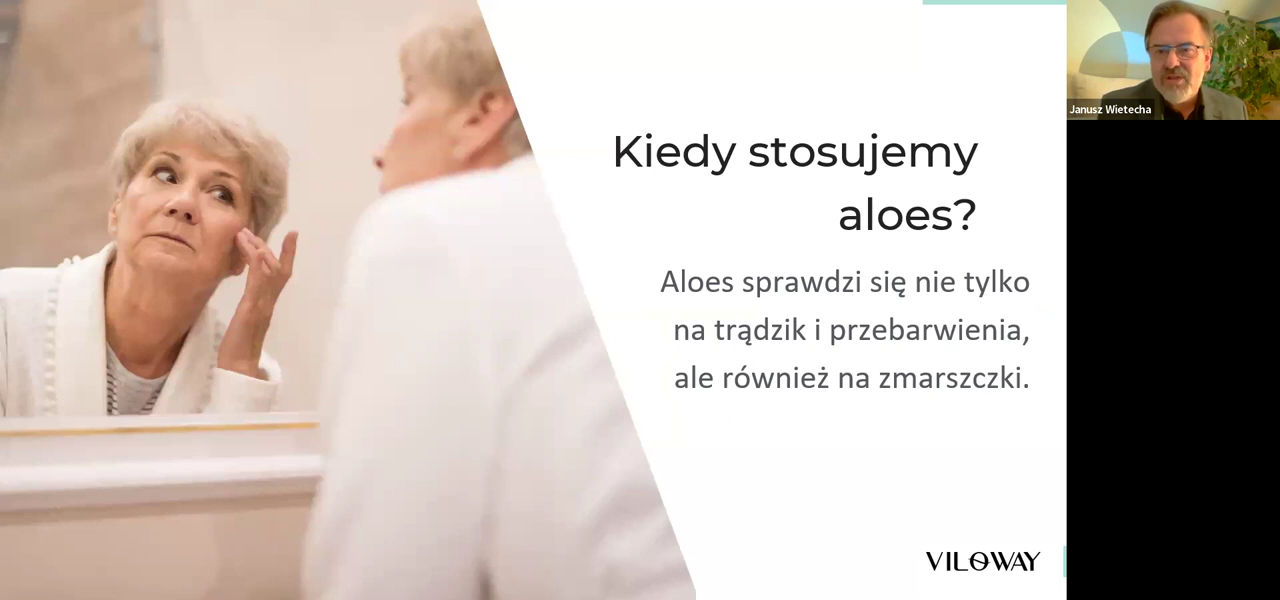 Janusz Wietecha
Kiedy stosujemy
aloes?
Aloes sprawdzi się nie tylko
na trądzik i przebarwienia,
ale również na zmarszczki.
VILOWAY